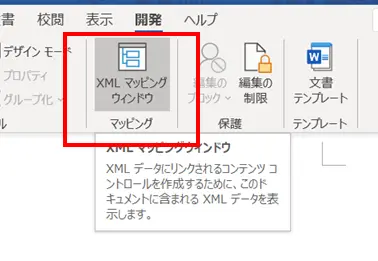 文書 校閲 表示 開発 ヘルプ
デザイン モード
プロパティ
グループ化
XML マッピング
ウィンドウ
マッピング
編集の
ブロック
編集の
制限
保護
文書
テンプレート
テンプレート
XML マッピング ウィンドウ
XML データにリンクされるコンテンツ コ
ントロールを作成するために、このド
キュメントに含まれる XML データを表
示します。